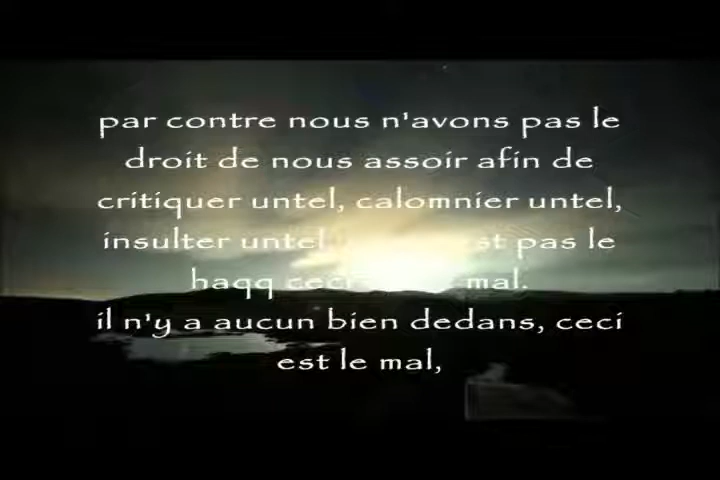 par contre nous n'avons pas le
droit de nous assoir afin de
critiquer untel, calomnier untel,
insulter untel pas le
haqq ceci mal.
il n'y a aucun bien dedans, ceci
est le mal,